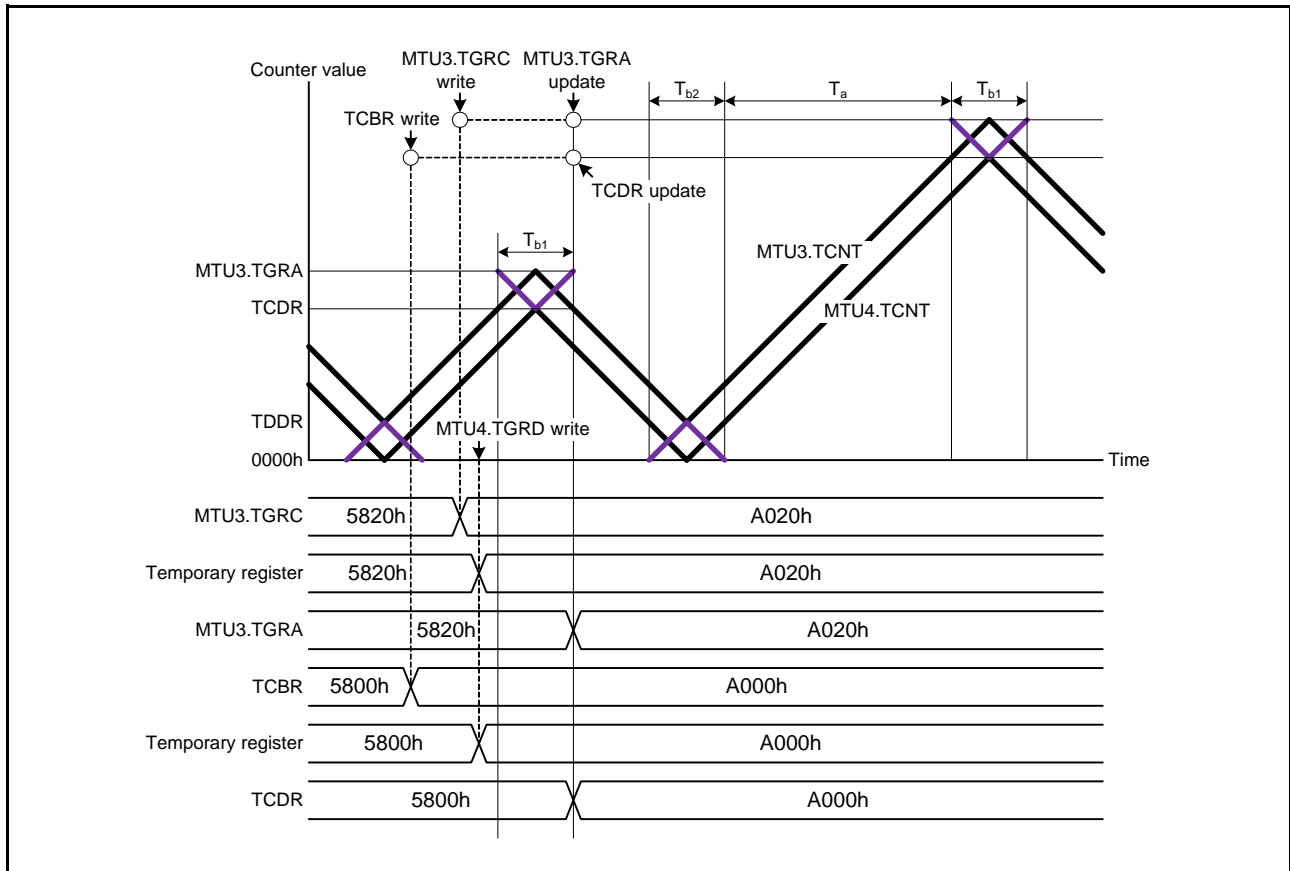 MTU3.TGRC
write
MTU3.TGRA
update
Counter value
TCBR write
Tb2
Ta
Tb1
TCDR update
Tb1
MTU3.TCNT
MTU3.TGRA
TCDR
MTU4.TCNT
TDDR
MTU4.TGRD write
0000h
Time
MTU3.TGRC 5820h A020h
Temporary register 5820h A020h
MTU3.TGRA 5820h A020h
TCBR 5800h A000h
Temporary register 5800h A000h
TCDR 5800h A000h